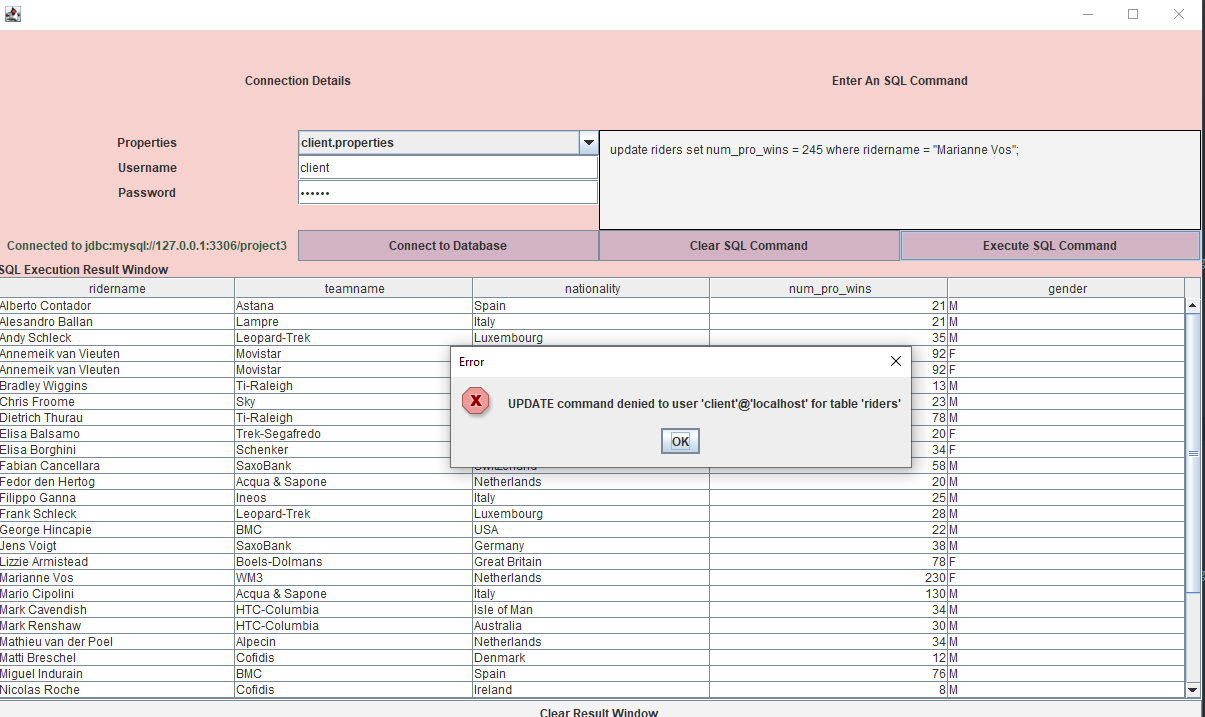 Connection Details Enter An SQL Command
Properties client.properties update riders set num_pro_wins = 245 where ridername = "Marianne Vos";
Username client
Password ••••••
Connected to jdbc:mysql://127.0.0.1:3306/project3 Connect to Database Clear SQL Command Execute SQL Command
SQL Execution Result Window
ridername teamname nationality num_pro_wins gender
Alberto Contador Astana Spain 21 M
Alesandro Ballan Lampre Italy 21 M
Andy Schleck Leopard-Trek Luxembourg 35 M
Annemeik van Vieuten Movistar 92 F
Annemeik van Vleuten Movistar 92 F
Bradley Wiggins Ti-Raleigh 13 M
Chris Froome Sky 23 M
Dietrich Thurau Ti-Raleigh 78 M
Elisa Balsamo Trek-Segafredo 20 F
Elisa Borghini Schenker 34 F
Fabian Cancellara SaxoBank Switzerland 58 M
Fedor den Hertog Acqua & Sapone Netherlands 20 M
Filippo Ganna Ineos Italy 25 M
Frank Schleck Leopard-Trek Luxembourg 28 M
George Hincapie BMC USA 22 M
Jens Voigt SaxoBank Germany 38 M
Lizzie Armistead Boels-Dolmans Great Britain 78 F
Marianne Vos WM3 Netherlands 230 F
Mario Cipolini Acqua & Sapone Italy 130 M
Mark Cavendish HTC-Columbia Isle of Man 34 M
Mark Renshaw HTC-Columbia Australia 30 M
Mathieu van der Poel Alpecin Netherlands 34 M
Matti Breschel Cofidis Denmark 12 M
Miguel Indurain BMC Spain 76 M
Nicolas Roche Cofidis Ireland 8 M
Error
UPDATE command denied to user 'client'@'localhost' for table 'riders'
OK
Clear Result Window